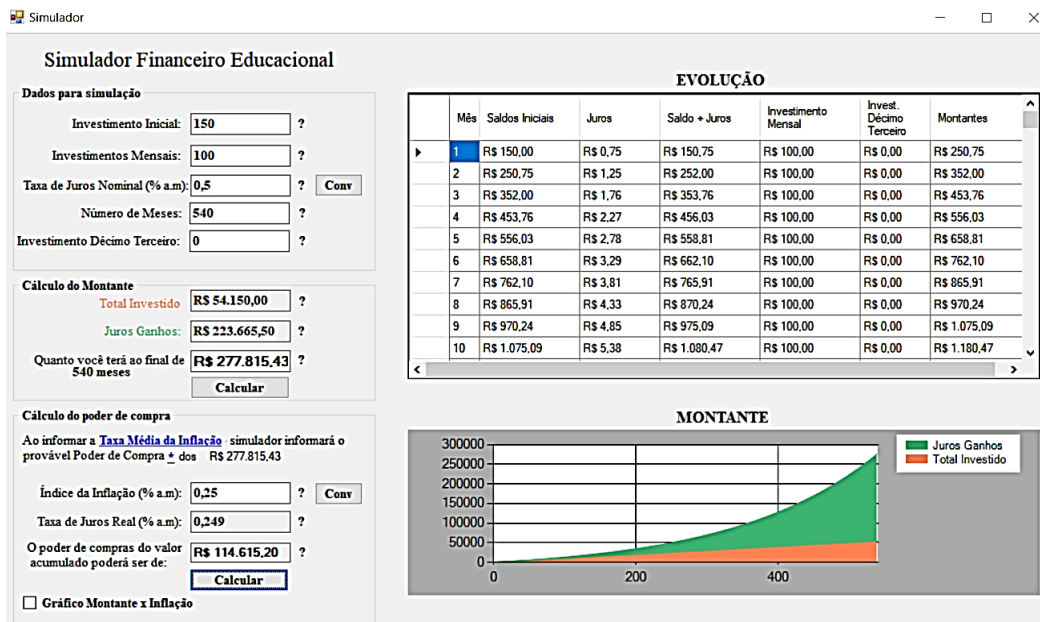 Simulador
Simulador Financeiro Educacional
Dados para simulação
Investimento Inicial: 150 ?
Investimentos Mensais: 100 ?
Taxa de Juros Nominal (% a.m): 0,5 ? Conv
Número de Meses: 540 ?
Investimento Décimo Terceiro: 0 ?
Cálculo do Montante
Total Investido R$ 54.150,00 ?
Juros Ganhos: R$ 223.665,50 ?
Quanto você terá ao final de
540 meses
R$ 277.815,43 ?
Calcular
Cálculo do poder de compra
Ao informar a Taxa Média da Inflação simulador informará o
provável Poder de Compra * dos R$ 277.815,43
Índice da Inflação (% a.m): 0,25 ? Conv
Taxa de Juros Real (% a.m): 0,249 ?
O poder de compras do valor
acumulado poderá ser de:
R$ 114.615,20 ?
Calcular
Gráfico Montante x Inflação
EVOLUÇÃO
Mês Saldos Iniciais Juros Saldo + Juros Investimento Mensal Invest. Décimo Terceiro Montantes
1 R$ 150,00 R$ 0,75 R$ 150,75 R$ 100,00 R$ 0,00 R$ 250,75
2 R$ 250,75 R$ 1,25 R$ 252,00 R$ 100,00 R$ 0,00 R$ 352,00
3 R$ 352,00 R$ 1,76 R$ 353,76 R$ 100,00 R$ 0,00 R$ 453,76
4 R$ 453,76 R$ 2,27 R$ 456,03 R$ 100,00 R$ 0,00 R$ 556,03
5 R$ 556,03 R$ 2,78 R$ 558,81 R$ 100,00 R$ 0,00 R$ 658,81
6 R$ 658,81 R$ 3,29 R$ 662,10 R$ 100,00 R$ 0,00 R$ 762,10
7 R$ 762,10 R$ 3,81 R$ 765,91 R$ 100,00 R$ 0,00 R$ 865,91
8 R$ 865,91 R$ 4,33 R$ 870,24 R$ 100,00 R$ 0,00 R$ 970,24
9 R$ 970,24 R$ 4,85 R$ 975,09 R$ 100,00 R$ 0,00 R$ 1.075,09
10 R$ 1.075,09 R$ 5,38 R$ 1.080,47 R$ 100,00 R$ 0,00 R$ 1.180,47
MONTANTE
300000
250000
200000
150000
100000
50000
0
0 200 400
Juros Ganhos
Total Investido